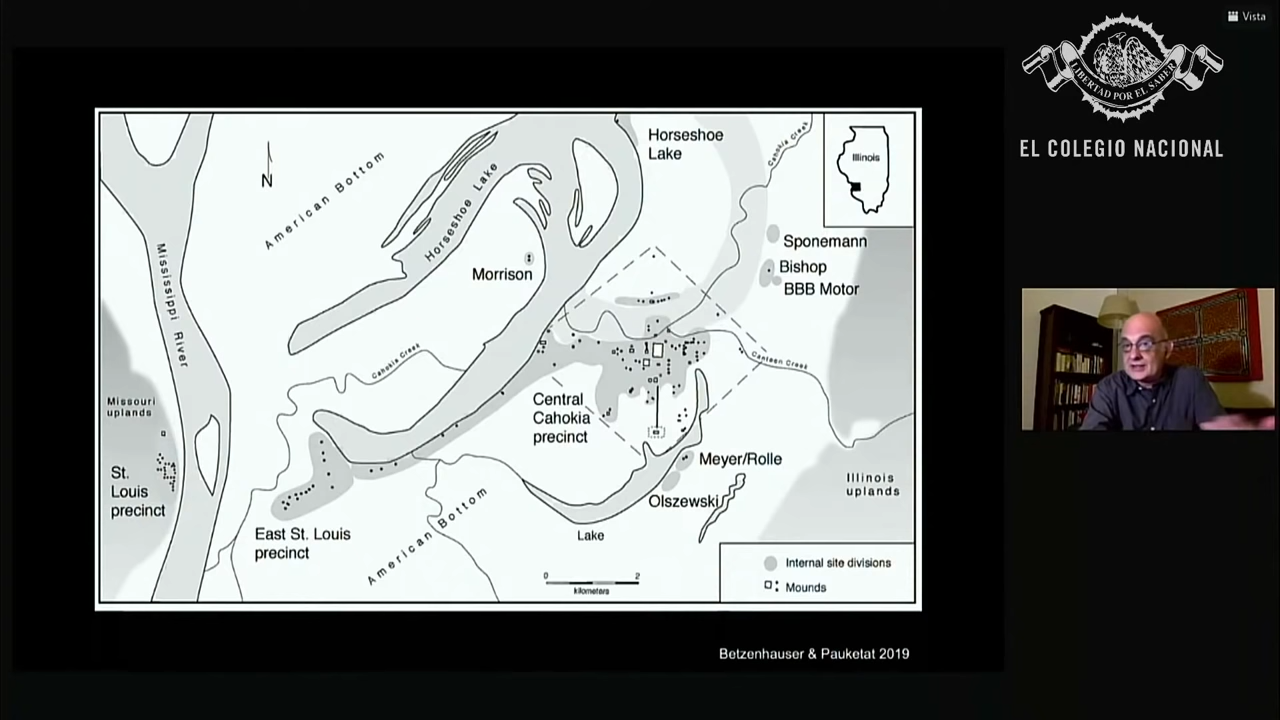 Vista
LIBERTAD POR EL SABER
EL COLEGIO NACIONAL
Horseshoe
Lake
Cahokia Creek
Illinois
N
American Bottom
Horseshoe Lake
Morrison
Sponemann
Bishop
BBB Motor
Mississippi River
Cahokia Creek
Canteen Creek
Missouri
uplands
Central
Cahokia
precinct
St.
Louis
precinct
Meyer/Rolle
Illinois
uplands
Olszewski
East St. Louis
precinct
American Bottom
Lake
0 2
kilometers
Internal site divisions
Mounds
Betzenhauser & Pauketat 2019